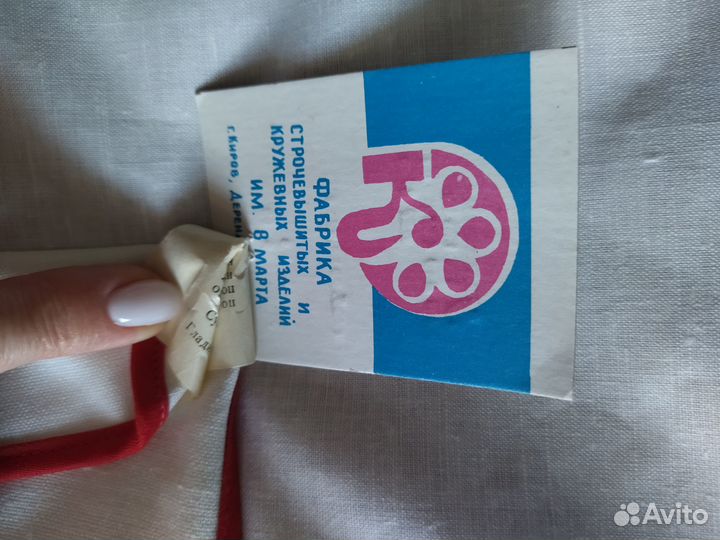 ФАБРИКА
СТРОЧЕВЫШИТЫХ И
КРУЖЕВНЫХ ИЗДЕЛИЙ
ИМ. 8 МАРТА
г. Киров,
Avito